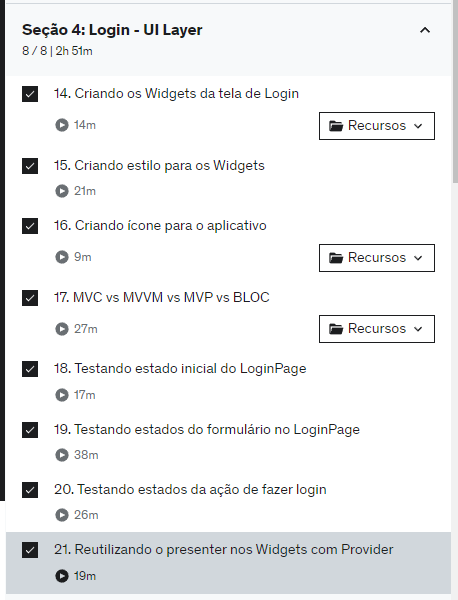 Seção 4: Login - UI Layer
8 / 8 | 2h 51m
14. Criando os Widgets da tela de Login
14m
Recursos
15. Criando estilo para os Widgets
21m
16. Criando ícone para o aplicativo
9m
Recursos
17. MVC vs MVVM vs MVP vs BLOC
27m
Recursos
18. Testando estado inicial do LoginPage
17m
19. Testando estados do formulário no LoginPage
38m
20. Testando estados da ação de fazer login
26m
21. Reutilizando o presenter nos Widgets com Provider
19m